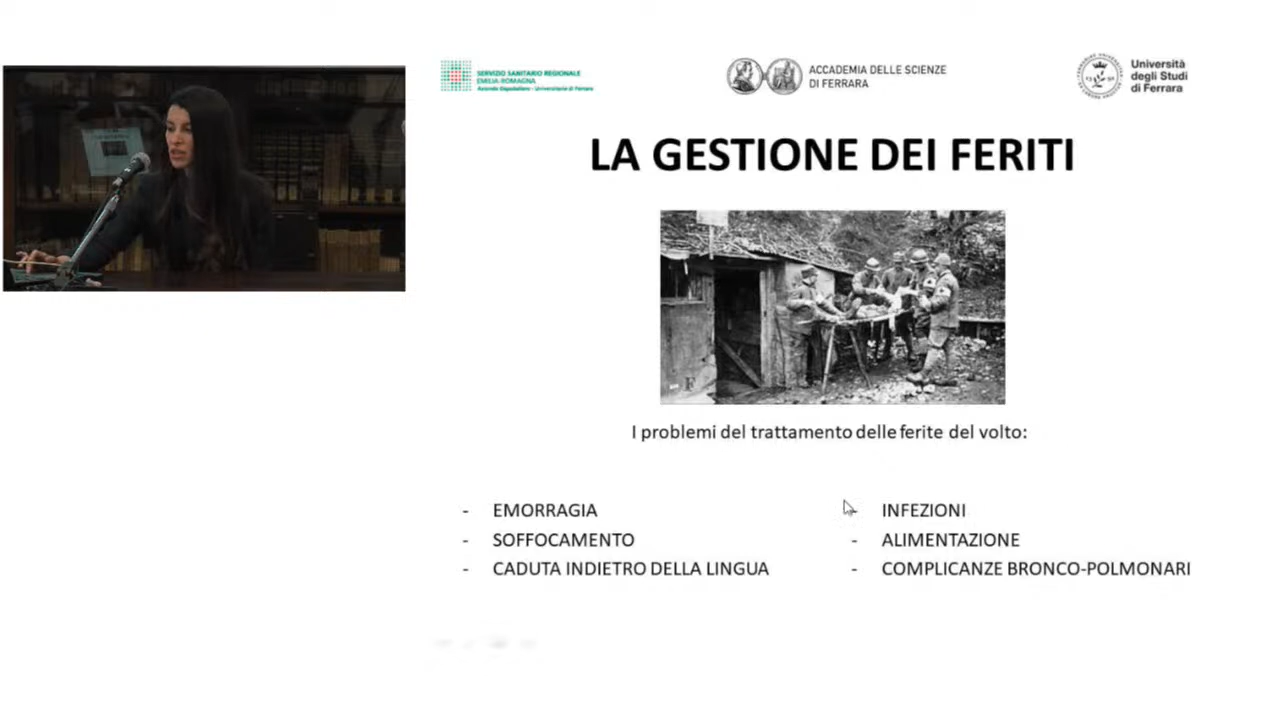 SERVIZIO SANITARIO REGIONALE
EMILIA-ROMAGNA
Azienda Ospedaliero - Universitaria di Ferrara
ACCADEMIA DELLE SCIENZE
DI FERRARA
Università
degli Studi
di Ferrara
LA GESTIONE DEI FERITI
I problemi del trattamento delle ferite del volto:
- EMORRAGIA
- SOFFOCAMENTO
- CADUTA INDIETRO DELLA LINGUA
- INFEZIONI
- ALIMENTAZIONE
- COMPLICANZE BRONCO-POLMONARI